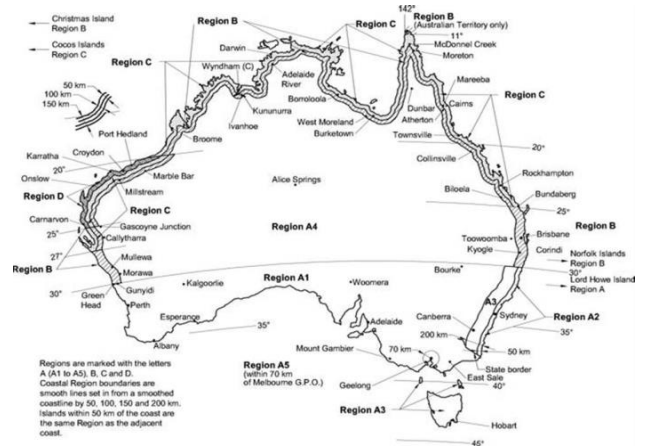 Christmas Island
Region B
Cocos Islands
Region C
50 km
100 km
150 km
Region C
Region B
Region C
142°
Region B
(Australian Territory only)
11°
McDonnel Creek
Moreton
Darwin
Wyndham (C)
Adelaide
River
Borroloola
Kununurra
Ivanhoe
West Moreland
Burketown
Dunbar
Atherton
Mareeba
Cairns
Region C
Townsville
Collinsville
20°
Port Hedland
Broome
Karratha
Croydon
20°
Onslow
Marble Bar
Millstream
Region D
Region C
Alice Springs
Rockhampton
Biloela
Bundaberg
25°
Carnarvon
25°
Gascoyne Junction
Callytharra
27°
Region A4
Region B
Toowoomba
Brisbane
Kyogle
Corindi
Norfolk Islands
Region B
30°
Region B
Mullewa
Morawa
30°
Green
Head
Gunyidi
Perth
Kalgoorlie
Region A1
Woomera
Bourke
Lord Howe Island
Region A
A3
Sydney
Region A2
35°
Canberra
200 km
50 km
Esperance
35°
Albany
Adelaide
Mount Gambier
70 km
State border
East Sale
40°
Geelong
Region A5
(within 70 km
of Melbourne G.P.O.)
Region A3
Hobart
45°
Regions are marked with the letters
A (A1 to A5), B, C and D.
Coastal Region boundaries are
smooth lines set in from a smoothed
coastline by 50, 100, 150 and 200 km.
Islands within 50 km of the coast are
the same Region as the adjacent
coast.